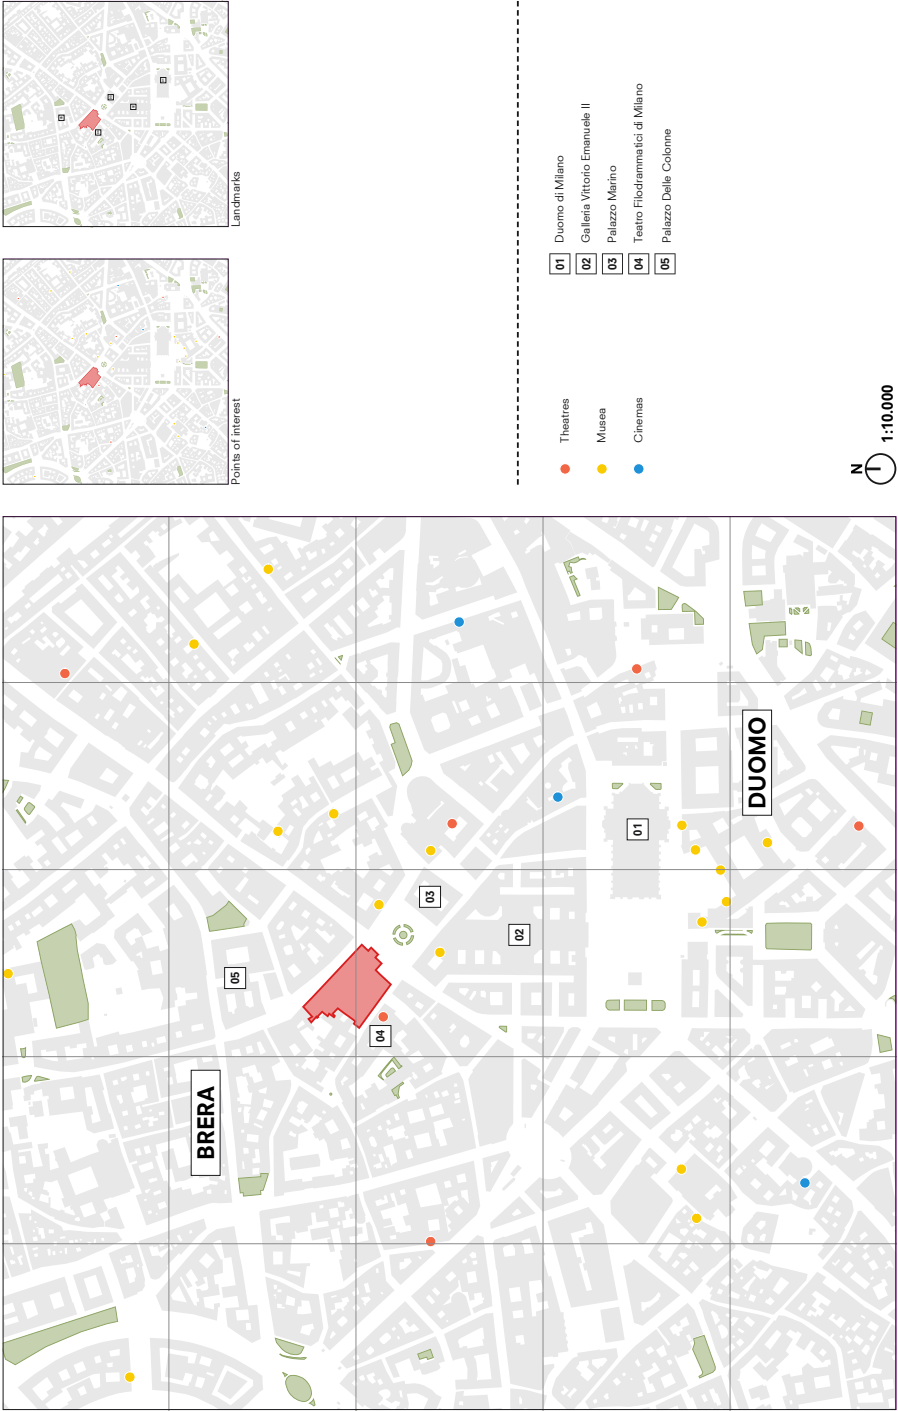 Landmarks
Points of interest
01 Duomo di Milano
02 Galleria Vittorio Emanuele II
03 Palazzo Marino
04 Teatro Filodrammatici di Milano
05 Palazzo Delle Colonne
Theatres
Musea
Cinemas
N
1:10.000
BRERA
DUOMO
05
04
03
02
01